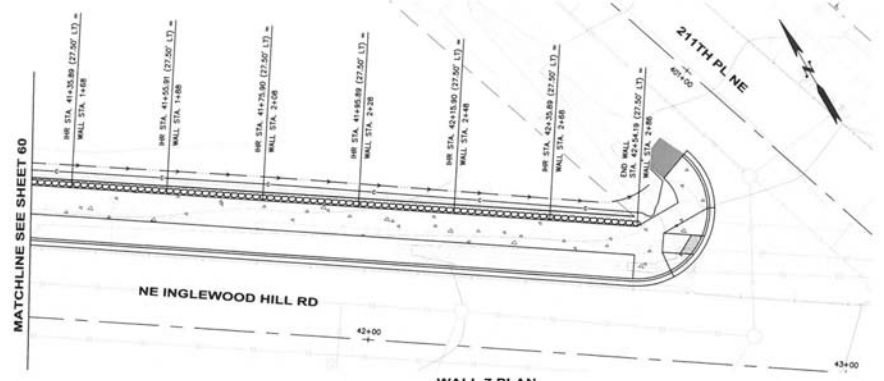 MATCHLINE SEE SHEET 60
IHR STA. 41+35.89 (27.50' LT) =
WALL STA. 1+68
IHR STA. 41+55.91 (27.50' LT) =
WALL STA. 1+88
IHR STA. 41+75.90 (27.50' LT) =
WALL STA. 2+08
IHR STA. 41+95.89 (27.50' LT) =
WALL STA. 2+28
IHR STA. 42+15.90 (27.50' LT) =
WALL STA. 2+48
IHR STA. 42+35.89 (27.50' LT) =
WALL STA. 2+68
END WALL
STA. 42+54.19 (27.50' LT) =
WALL STA. 2+86
211TH PL NE
401+00
N
NE INGLEWOOD HILL RD
42+00
43+00
WALL 7 PLAN